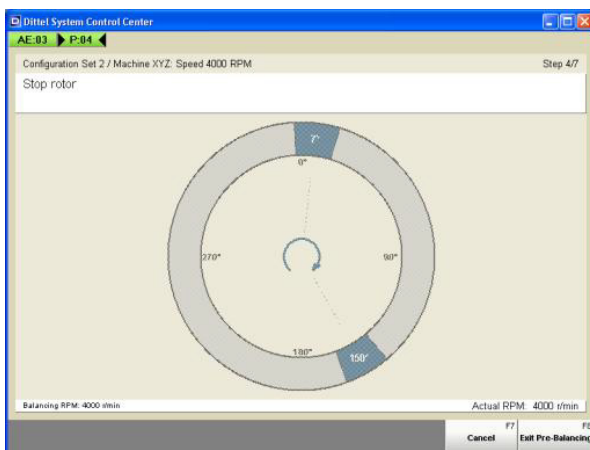 Dittel System Control Center
AE:03 P:04
Configuration Set 2 / Machine XYZ: Speed 4000 RPM Step 4/7
Stop rotor
7°
0°
270° 90°
180°
150°
Balancing RPM: 4000 r/min Actual RPM: 4000 r/min
F7 F8
Cancel Exit Pre-Balancing